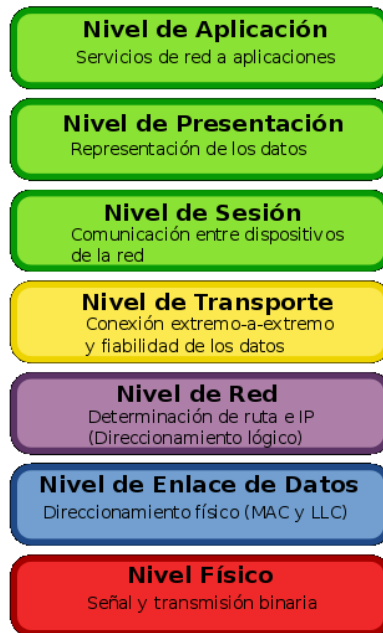 Nivel de Aplicación
Servicios de red a aplicaciones
Nivel de Presentación
Representación de los datos
Nivel de Sesión
Comunicación entre dispositivos
de la red
Nivel de Transporte
Conexión extremo-a-extremo
y fiabilidad de los datos
Nivel de Red
Determinación de ruta e IP
(Direccionamiento lógico)
Nivel de Enlace de Datos
Direccionamiento físico (MAC y LLC)
Nivel Físico
Señal y transmisión binaria